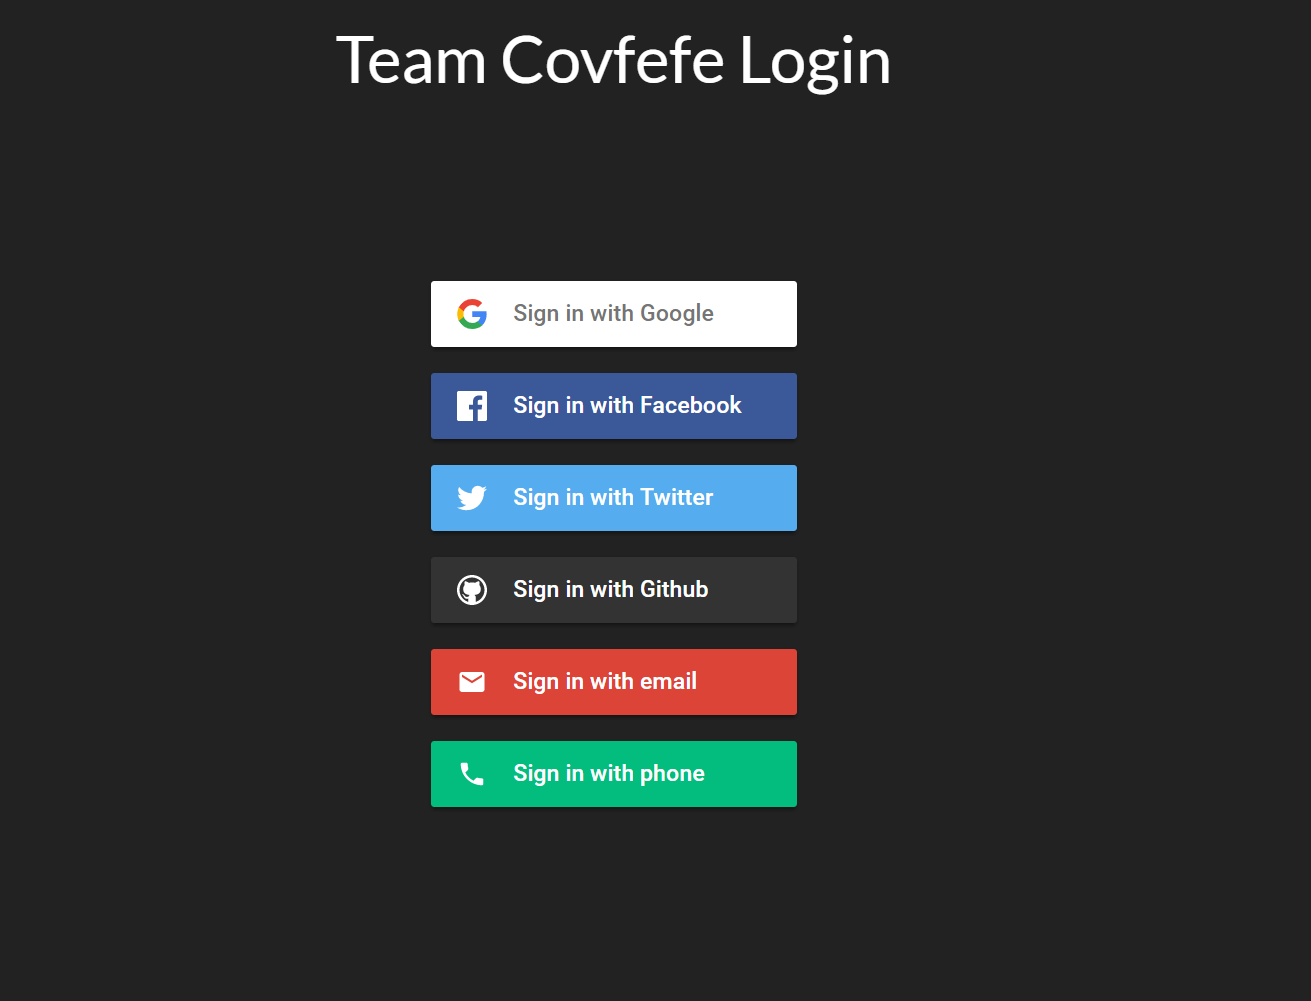 Team Covfefe Login
Sign in with Google
Sign in with Facebook
Sign in with Twitter
Sign in with Github
Sign in with email
Sign in with phone